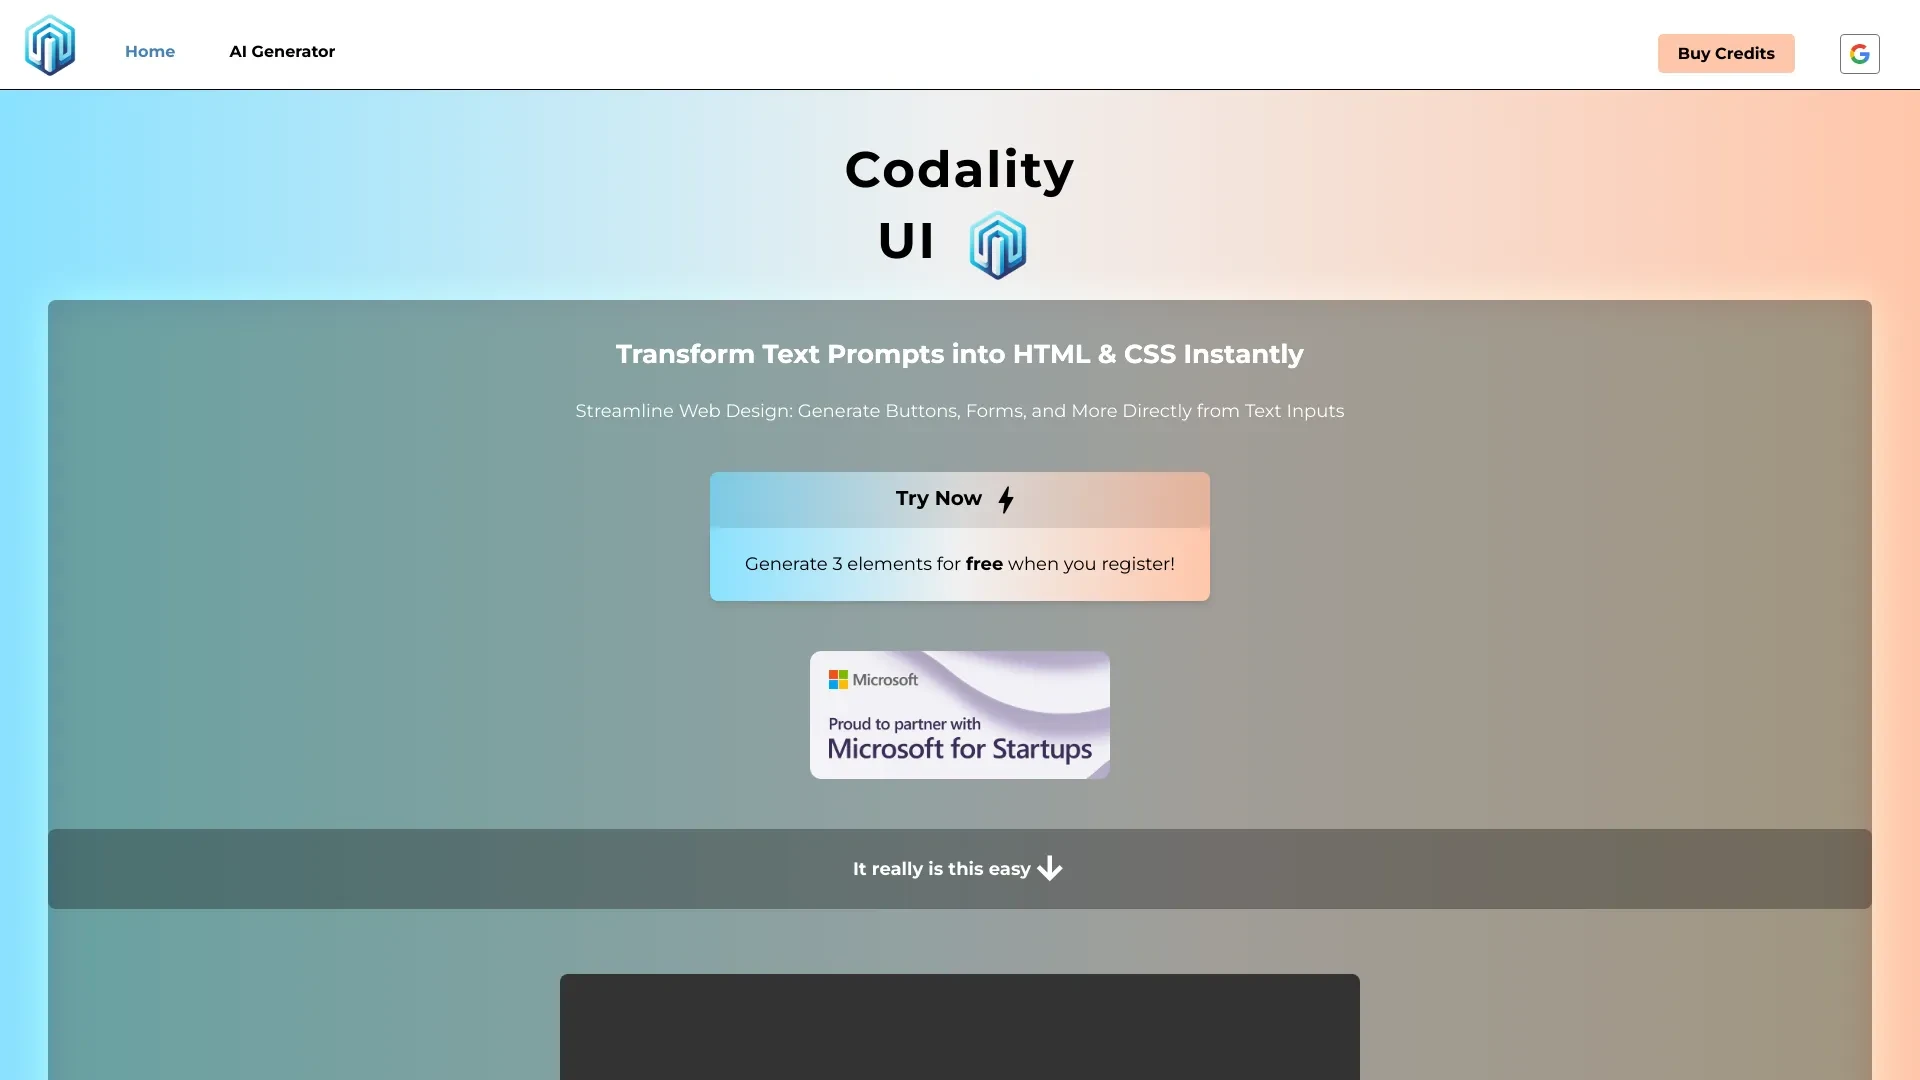 Home
AI Generator
Buy Credits
Codality
UI
Transform Text Prompts into HTML & CSS Instantly
Streamline Web Design: Generate Buttons, Forms, and More Directly from Text Inputs
Try Now
Generate 3 elements for free when you register!
Microsoft
Proud to partner with
Microsoft for Startups
It really is this easy